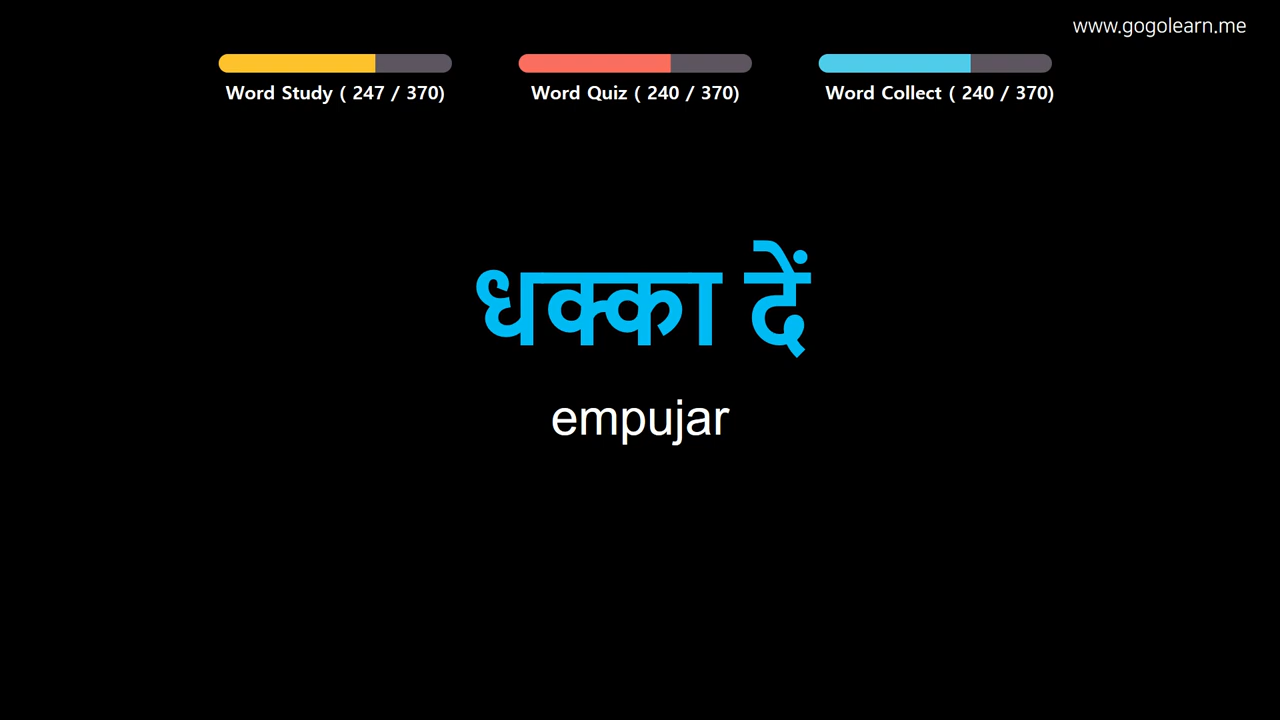 www.gogolearn.me
Word Study ( 247 / 370)
Word Quiz ( 240 / 370)
Word Collect ( 240 / 370)
धक्का दें
empujar